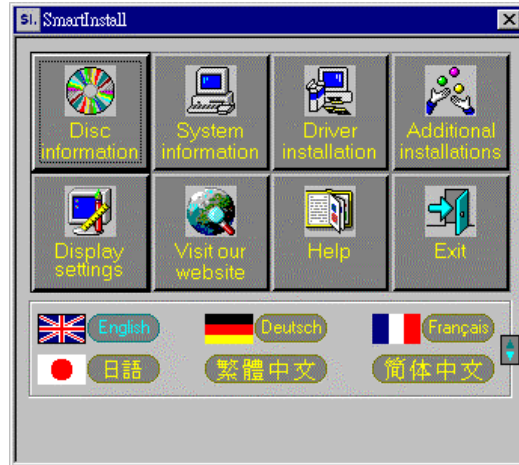 SI. SmartInstall
Disc
information
System
information
Driver
installation
Additional
installations
Display
settings
Visit our
website
Help
Exit
English
Deutsch
Français
日語
繁體中文
简体中文